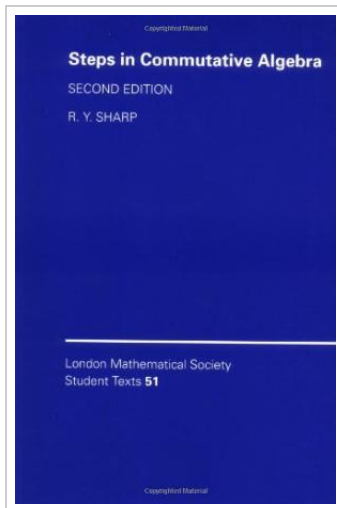 Copyrighted Material
Steps in Commutative Algebra
SECOND EDITION
R. Y. SHARP
London Mathematical Society
Student Texts 51
Copyrighted Material